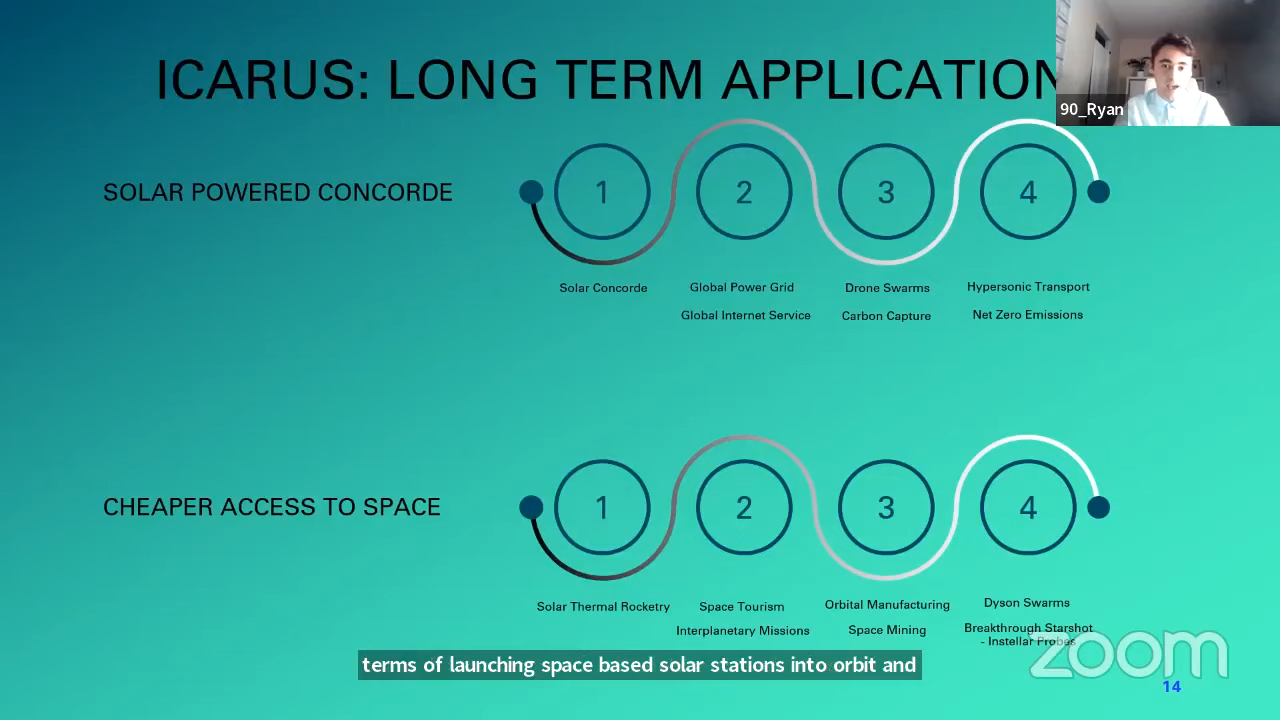 ICARUS: LONG TERM APPLICATION
90_Ryan
SOLAR POWERED CONCORDE
1
2
3
4
Solar Concorde
Global Power Grid
Global Internet Service
Drone Swarms
Carbon Capture
Hypersonic Transport
Net Zero Emissions
CHEAPER ACCESS TO SPACE
1
2
3
4
Solar Thermal Rocketry
Space Tourism
Interplanetary Missions
Orbital Manufacturing
Space Mining
Dyson Swarms
Breakthrough Starshot
- Instellar Probes
zoom
terms of launching space based solar stations into orbit and
14